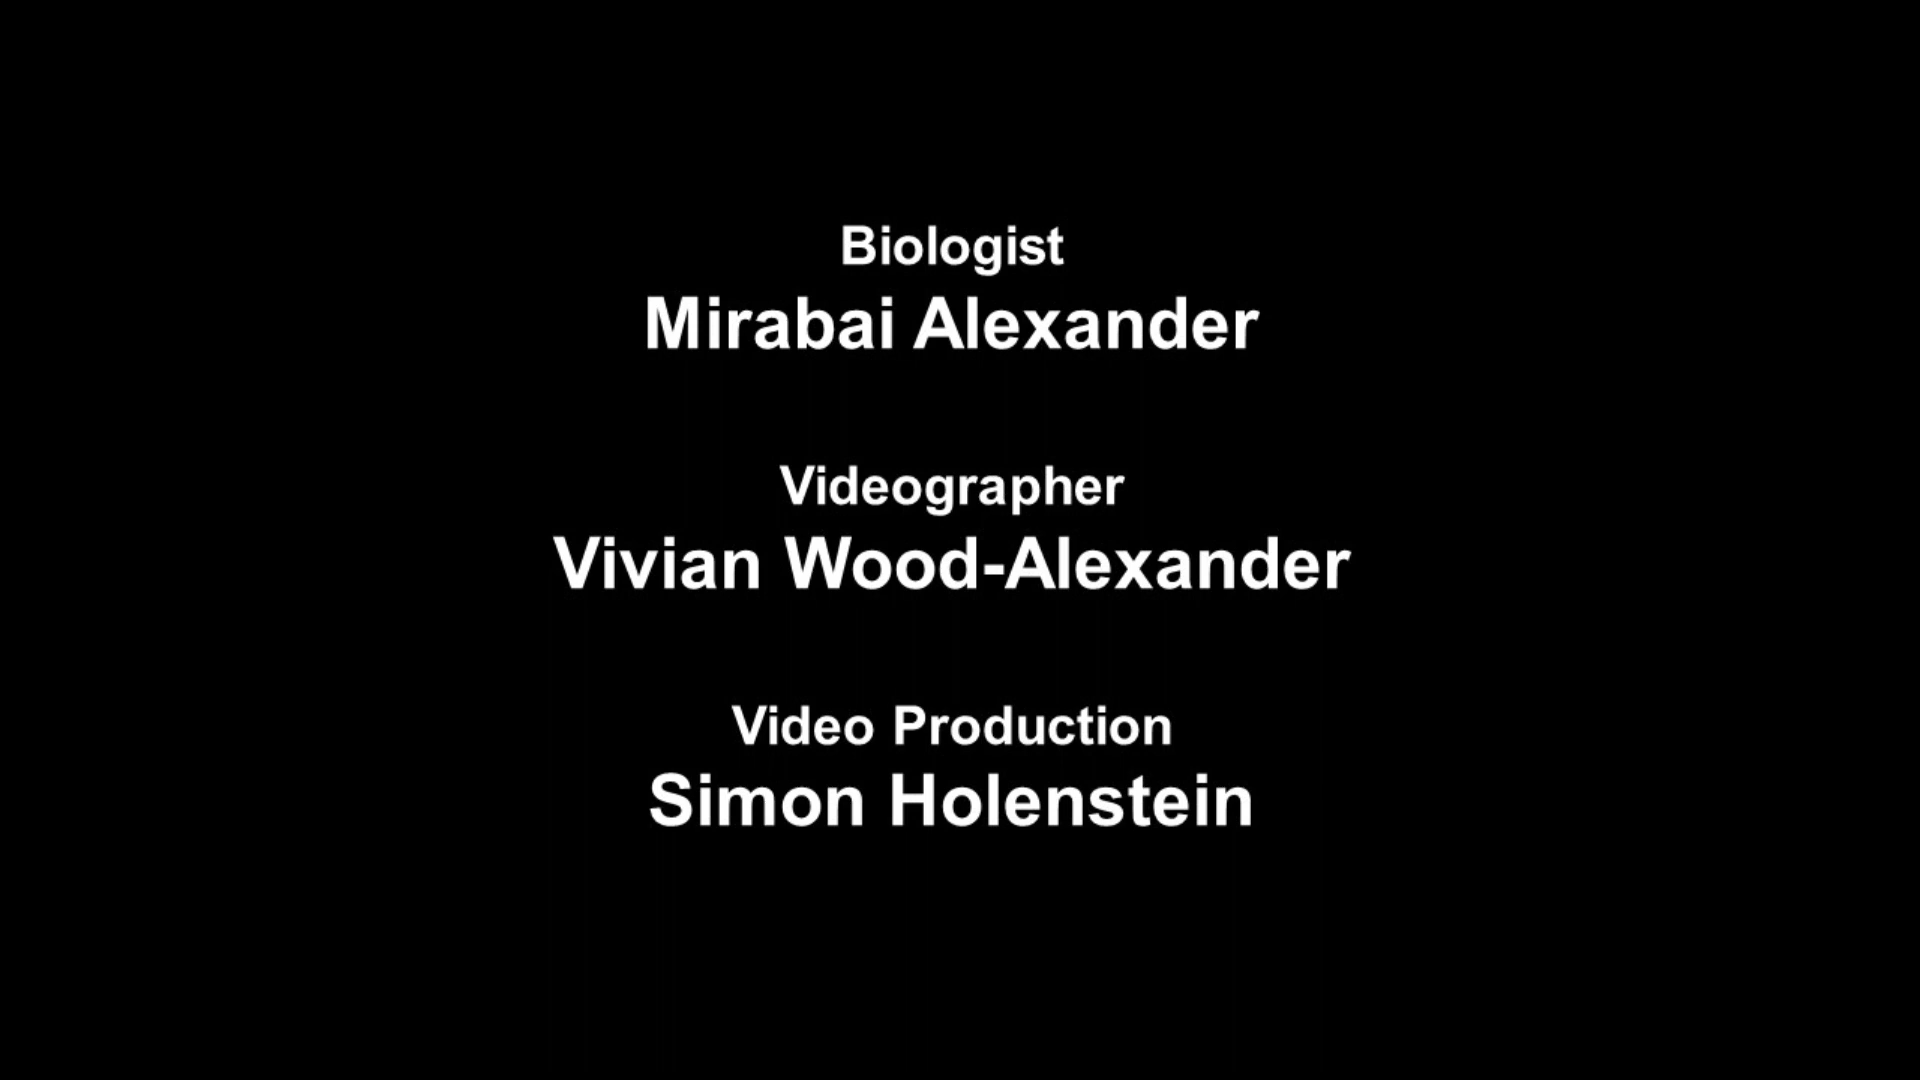 Biologist
Mirabai Alexander
Videographer
Vivian Wood-Alexander
Video Production
Simon Holenstein